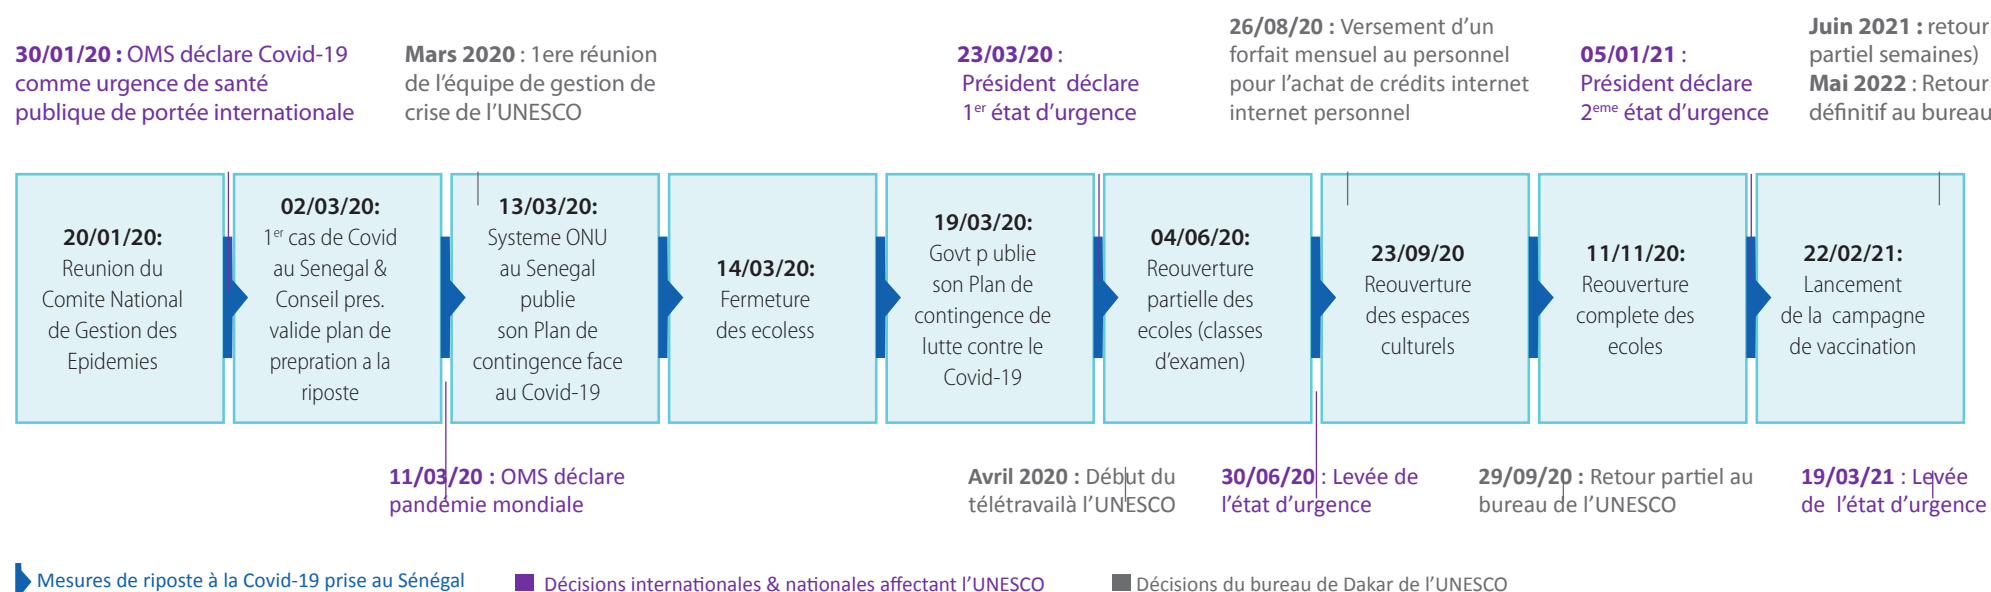 30/01/20 : OMS déclare Covid-19
comme urgence de santé
publique de portée internationale
Mars 2020 : 1ere réunion
de l’équipe de gestion de
crise de l’UNESCO
23/03/20 :
Président déclare
1er état d’urgence
26/08/20 : Versement d’un
forfait mensuel au personnel
pour l’achat de crédits internet
internet personnel
05/01/21 :
Président déclare
2eme état d’urgence
Juin 2021 : retour
partiel semaines)
Mai 2022 : Retour
définitif au bureau
20/01/20:
Reunion du
Comite National
de Gestion des
Epidemies
02/03/20:
1er cas de Covid
au Senegal &
Conseil pres.
valide plan de
prepration a la
riposte
13/03/20:
Systeme ONU
au Senegal
publie
son Plan de
contingence face
au Covid-19
14/03/20:
Fermeture
des ecoless
19/03/20:
Govt p ublie
son Plan de
contingence de
lutte contre le
Covid-19
04/06/20:
Reouverture
partielle des
ecoles (classes
d’examen)
23/09/20
Reouverture
des espaces
culturels
11/11/20:
Reouverture
complete des
ecoles
22/02/21:
Lancement
de la campagne
de vaccination
11/03/20 : OMS déclare
pandémie mondiale
Avril 2020 : Début du
télétravailà l’UNESCO
30/06/20 : Levée de
l’état d’urgence
29/09/20 : Retour partiel au
bureau de l’UNESCO
19/03/21 : Levée
de l’état d’urgence
Mesures de riposte à la Covid-19 prise au Sénégal
Décisions internationales & nationales affectant l’UNESCO
Décisions du bureau de Dakar de l’UNESCO